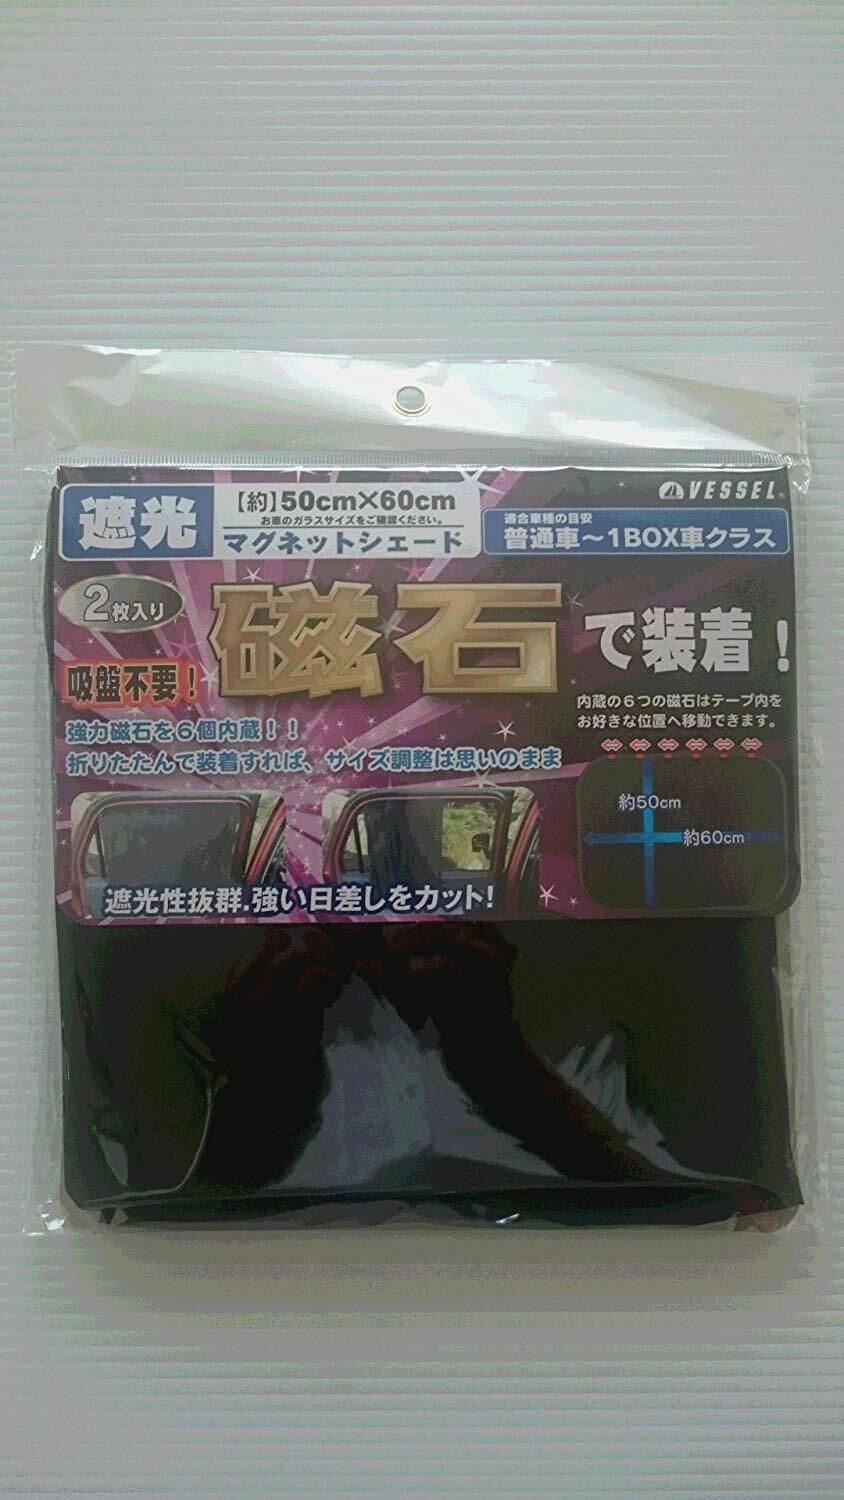 遮光
【約】50cm×60cm
お車のガラスサイズをご確認ください。
マグネットシェード
VESSEL
適合車種の目安
普通車～1BOX車クラス
2枚入り
磁石で装着！
吸盤不要！
強力磁石を6個内蔵！！
折りたたんで装着すれば、サイズ調整は思いのまま
内蔵の6つの磁石はテープ内を
お好きな位置へ移動できます。
約50cm
約60cm
遮光性抜群.強い日差しをカット!